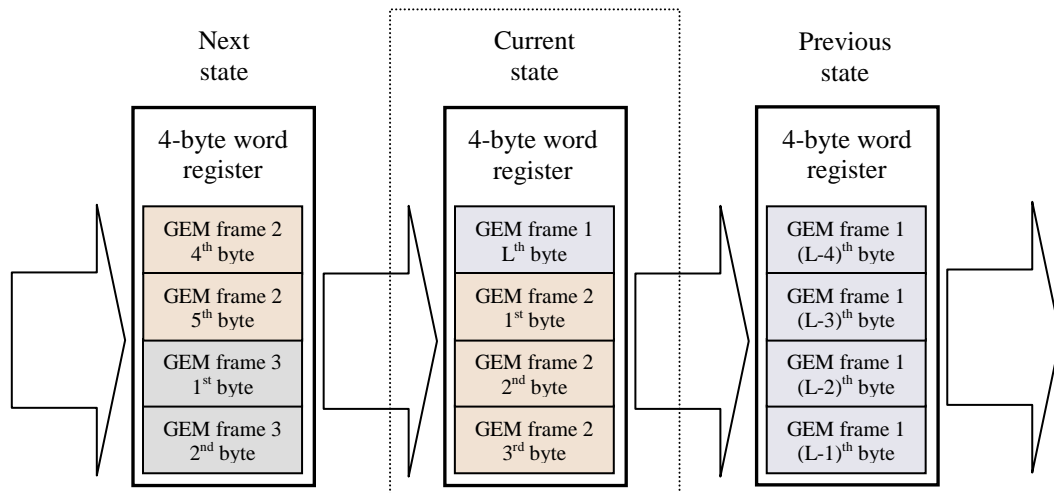 Next
state
4-byte word
register
GEM frame 2
4th byte
GEM frame 2
5th byte
GEM frame 3
1st byte
GEM frame 3
2nd byte
Current
state
4-byte word
register
GEM frame 1
Lth byte
GEM frame 2
1st byte
GEM frame 2
2nd byte
GEM frame 2
3rd byte
Previous
state
4-byte word
register
GEM frame 1
(L-4)th byte
GEM frame 1
(L-3)th byte
GEM frame 1
(L-2)th byte
GEM frame 1
(L-1)th byte